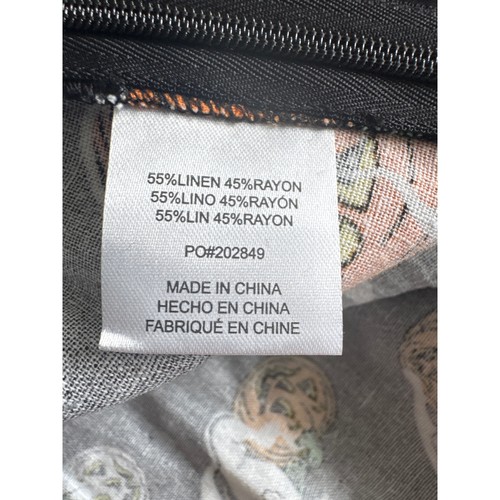 55%LINEN 45%RAYON
55%LINO 45%RAYÓN
55%LIN 45%RAYON
PO#202849
MADE IN CHINA
HECHO EN CHINA
FABRIQUÉ EN CHINE